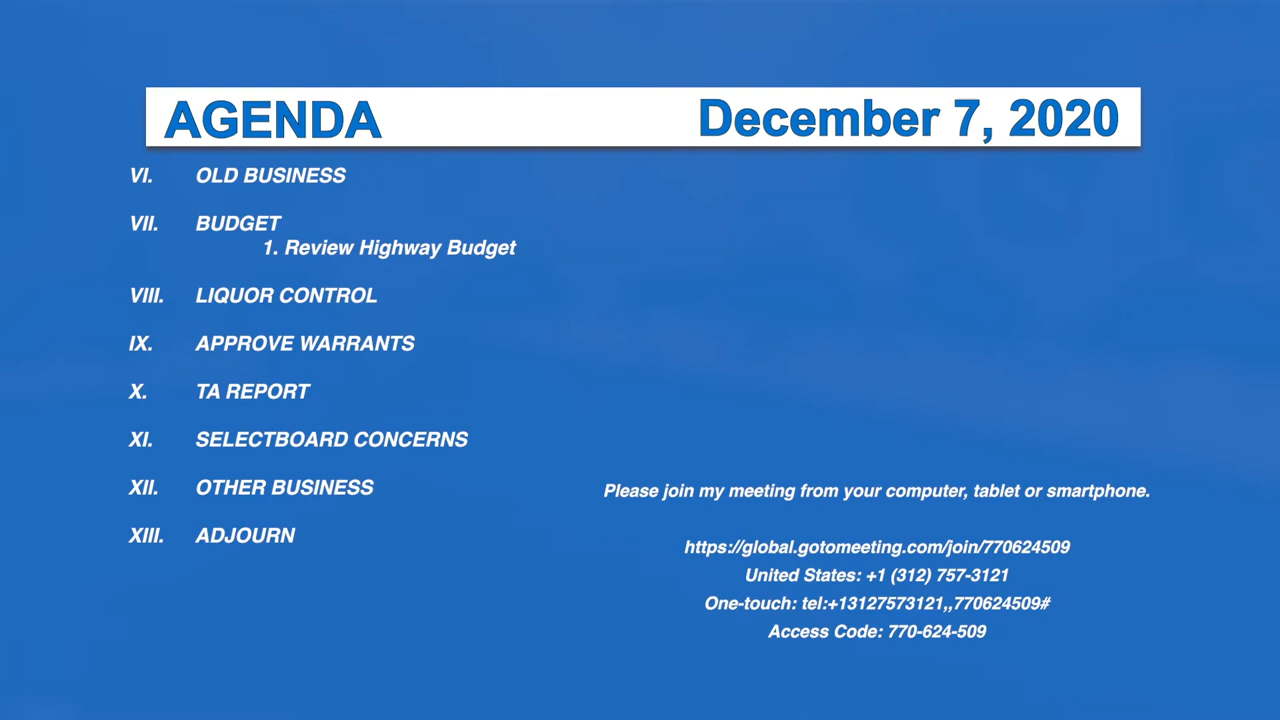 AGENDA December 7, 2020
VI. OLD BUSINESS
VII. BUDGET
1. Review Highway Budget
VIII. LIQUOR CONTROL
IX. APPROVE WARRANTS
X. TA REPORT
XI. SELECTBOARD CONCERNS
XII. OTHER BUSINESS
XIII. ADJOURN
Please join my meeting from your computer, tablet or smartphone.
https://global.gotomeeting.com/join/770624509
United States: +1 (312) 757-3121
One-touch: tel:+13127573121,,770624509#
Access Code: 770-624-509